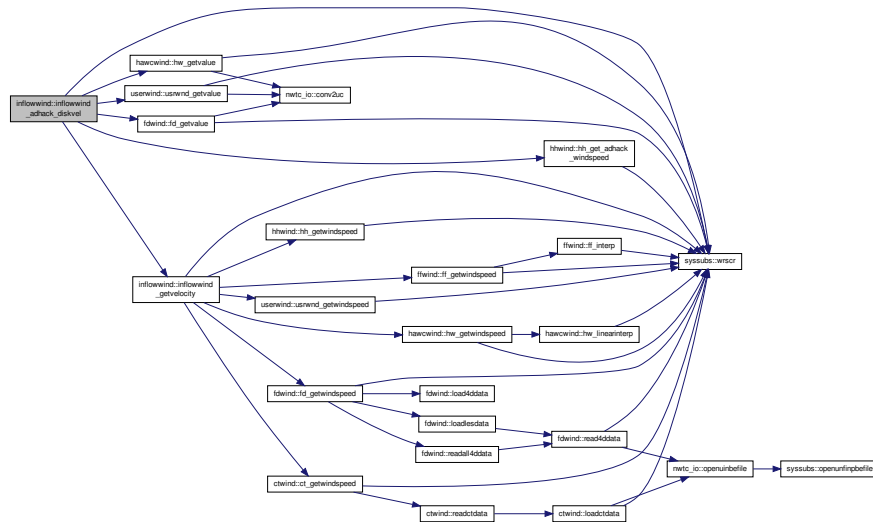 hawcwind::hw_getvalue
userwind::usrwnd_getvalue
nwtc_io::conv2uc
inflowwind::inflowwind
_adhack_diskvel
fdwind::fd_getvalue
hhwind::hh_get_adhack
_windspeed
hhwind::hh_getwindspeed
ffwind::ff_interp
syssubs::wrscr
ffwind::ff_getwindspeed
inflowwind::inflowwind
_getvelocity
userwind::usrwnd_getwindspeed
hawcwind::hw_getwindspeed
hawcwind::hw_linearinterp
fdwind::fd_getwindspeed
fdwind::load4ddata
fdwind::loadlesdata
fdwind::read4ddata
fdwind::readall4ddata
nwtc_io::openuinbefile
syssubs::openunfinpbefile
ctwind::ct_getwindspeed
ctwind::readctdata
ctwind::loadctdata